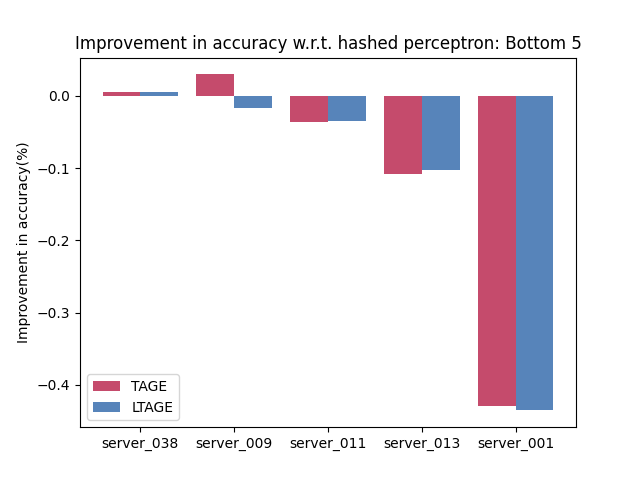 Improvement in accuracy w.r.t. hashed perceptron: Bottom 5
Improvement in accuracy(%)
0.0
−0.1
−0.2
−0.3
−0.4
TAGE
LTAGE
server_038
server_009
server_011
server_013
server_001